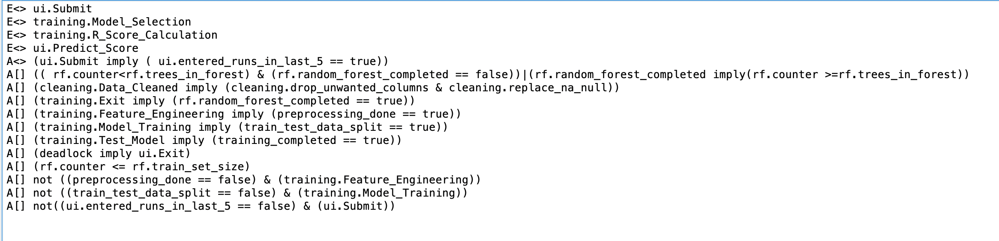 E<> ui.Submit
E<> training.Model_Selection
E<> training.R_Score_Calculation
E<> ui.Predict_Score
A<> (ui.Submit imply ( ui.entered_runs_in_last_5 == true))
A[] (( rf.counter<rf.trees_in_forest) & (rf.random_forest_completed == false))|(rf.random_forest_completed imply(rf.counter >=rf.trees_in_forest))
A[] (cleaning.Data_Cleaned imply (cleaning.drop_unwanted_columns & cleaning.replace_na_null))
A[] (training.Exit imply (rf.random_forest_completed == true))
A[] (training.Feature_Engineering imply (preprocessing_done == true))
A[] (training.Model_Training imply (train_test_data_split == true))
A[] (training.Test_Model imply (training_completed == true))
A[] (deadlock imply ui.Exit)
A[] (rf.counter <= rf.train_set_size)
A[] not ((preprocessing_done == false) & (training.Feature_Engineering))
A[] not ((train_test_data_split == false) & (training.Model_Training))
A[] not((ui.entered_runs_in_last_5 == false) & (ui.Submit))